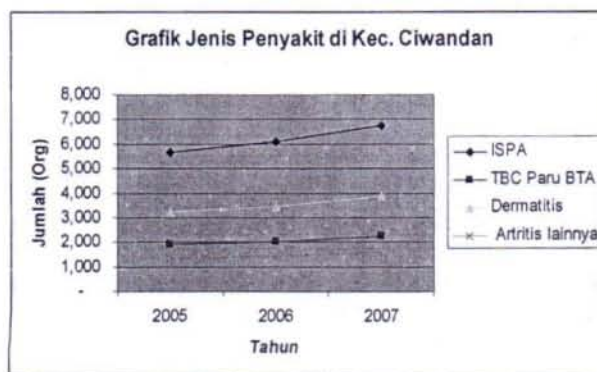 Grafik Jenis Penyakit di Kec. Ciwandan
Jumlah (Org)
8,000
7,000
6,000
5,000
4,000
3,000
2,000
1,000
-
2005 2006 2007
Tahun
ISPA
TBC Paru BTA
Dermatitis
Artritis lainnya